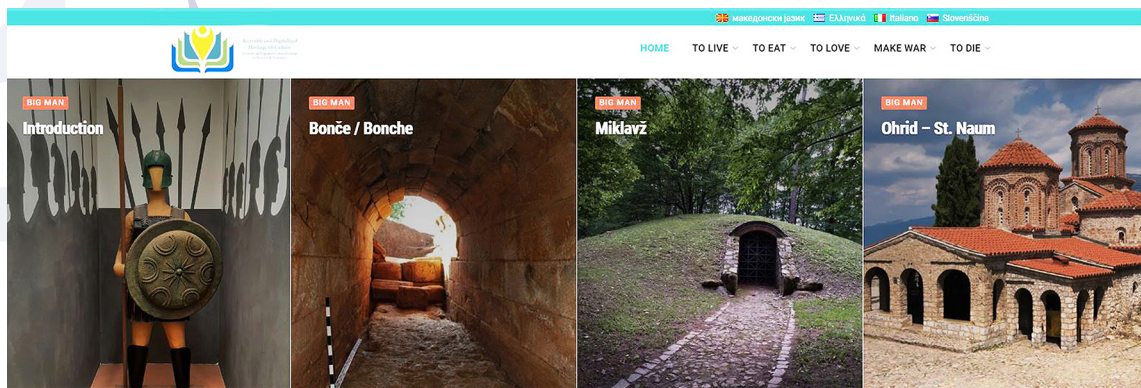 македонски јазик Ελληνικά Italiano Slovenščina
HOME TO LIVE TO EAT TO LOVE MAKE WAR TO DIE
BIG MAN
Introduction
BIG MAN
Bonče / Bonche
BIG MAN
Miklavž
BIG MAN
Ohrid – St. Naum